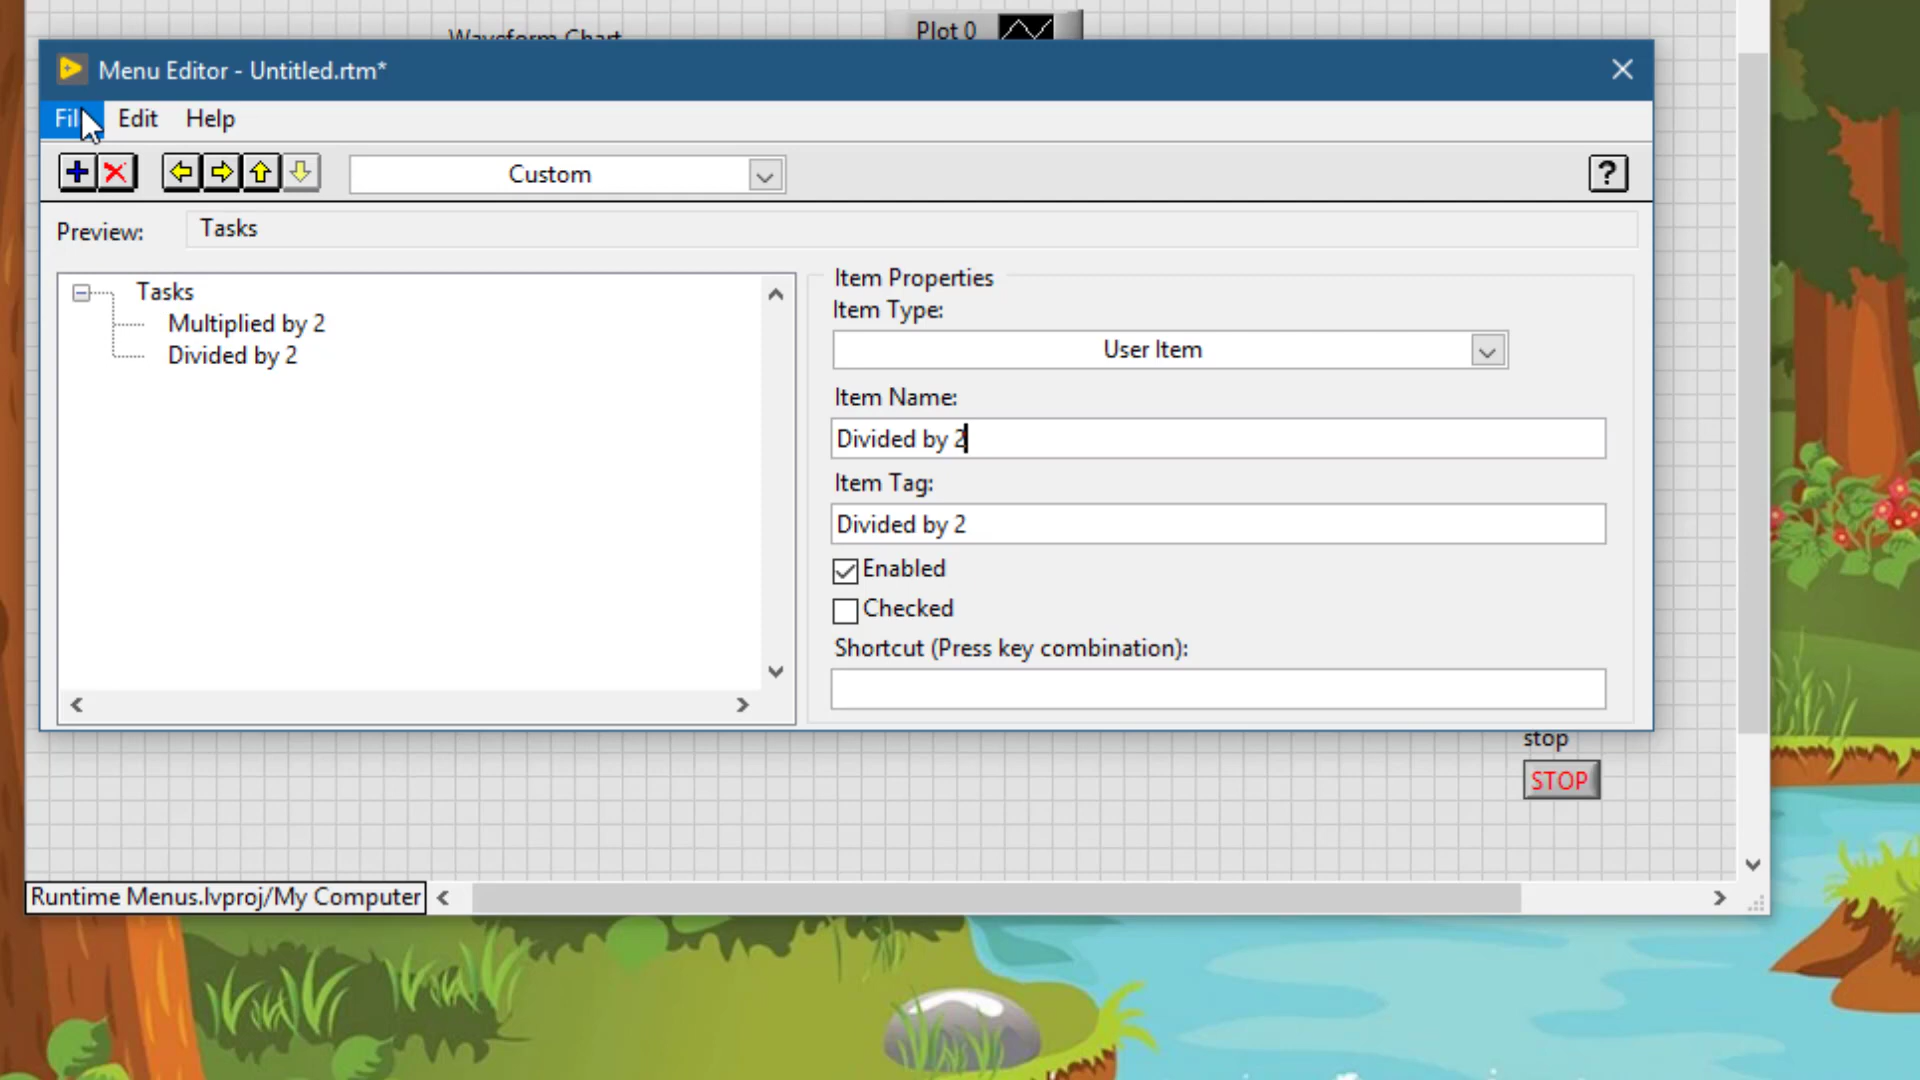 Waveform Chart
Plot 0
Menu Editor - Untitled.rtm*
File Edit Help
Custom
?
Preview: Tasks
Tasks
Multiplied by 2
Divided by 2
Item Properties
Item Type:
User Item
Item Name:
Divided by 2
Item Tag:
Divided by 2
Enabled
Checked
Shortcut (Press key combination):
stop
STOP
Runtime Menus.lvproj/My Computer